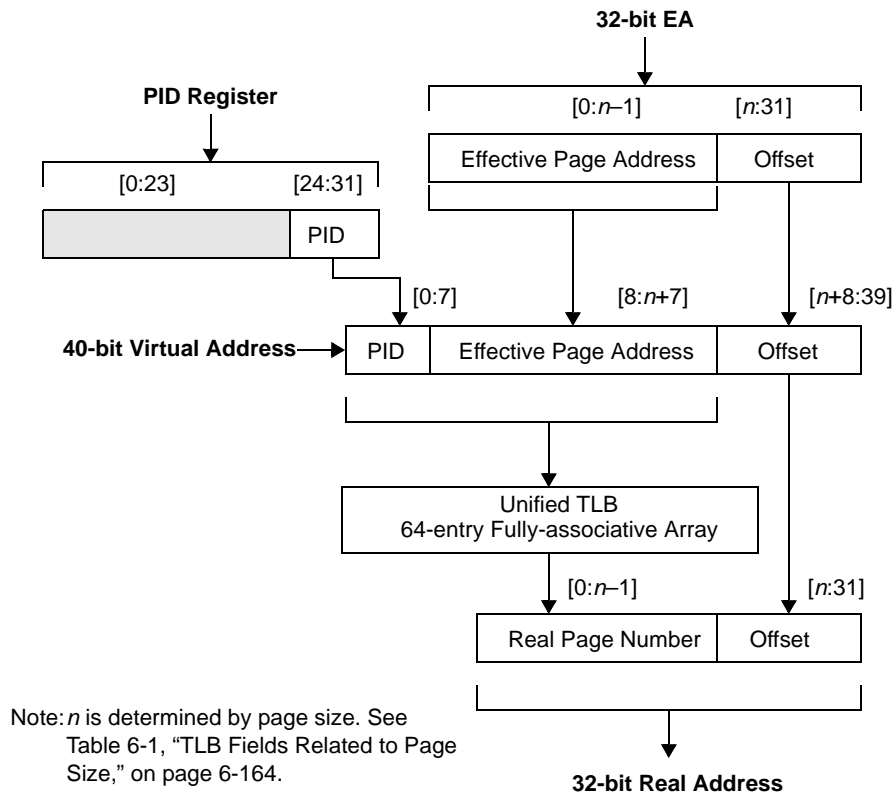 32-bit EA
PID Register
[0:n–1] [n:31]
Effective Page Address Offset
[0:23] [24:31]
PID
[0:7] [8:n+7] [n+8:39]
40-bit Virtual Address PID Effective Page Address Offset
Unified TLB
64-entry Fully-associative Array
[0:n–1] [n:31]
Real Page Number Offset
Note: n is determined by page size. See
Table 6-1, “TLB Fields Related to Page
Size,” on page 6-164.
32-bit Real Address